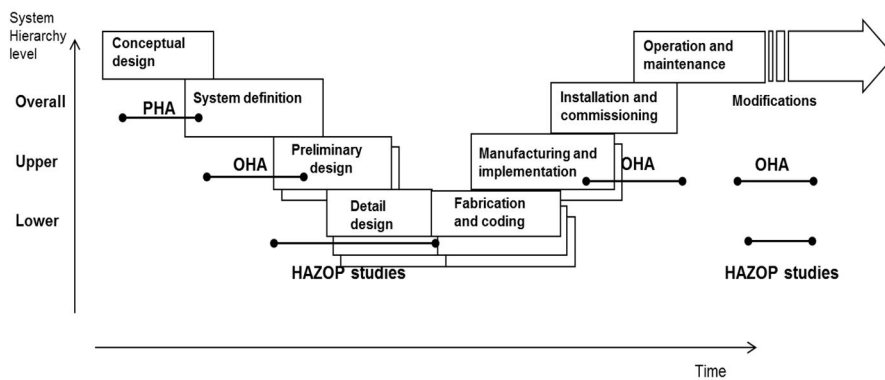 System
Hierarchy
level
Conceptual
design
Operation and
maintenance
Overall
System definition
PHA
Installation and
commissioning
Modifications
Upper
Preliminary
design
OHA
Manufacturing and
implementation
OHA
OHA
Lower
Detail
design
Fabrication
and coding
HAZOP studies
HAZOP studies
Time